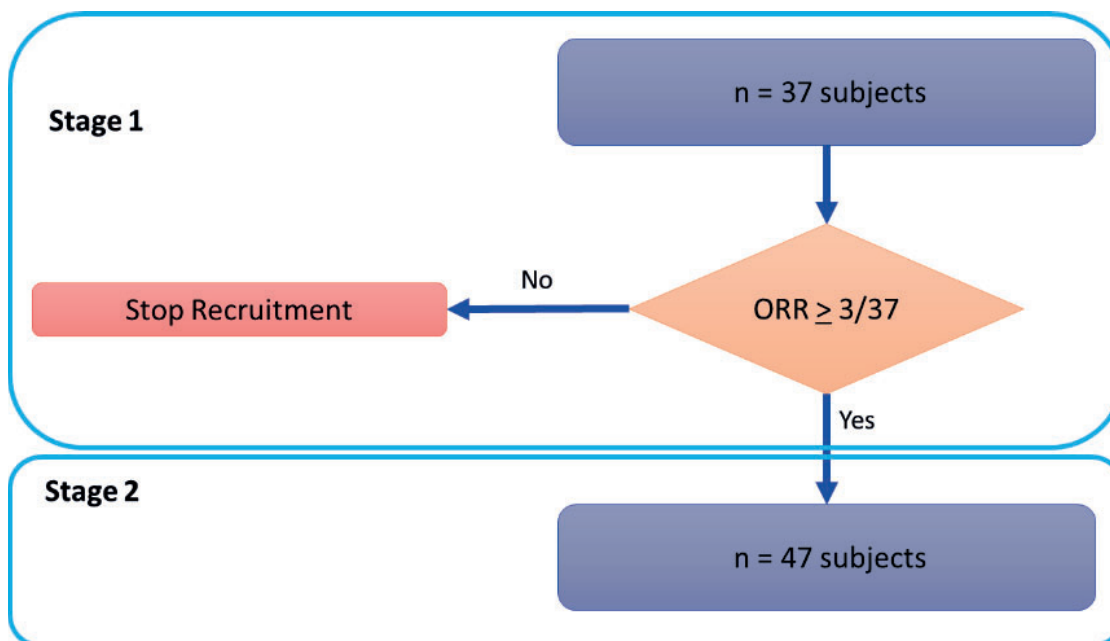 n = 37 subjects
Stage 1
No
Stop Recruitment
ORR ≥ 3/37
Yes
Stage 2
n = 47 subjects